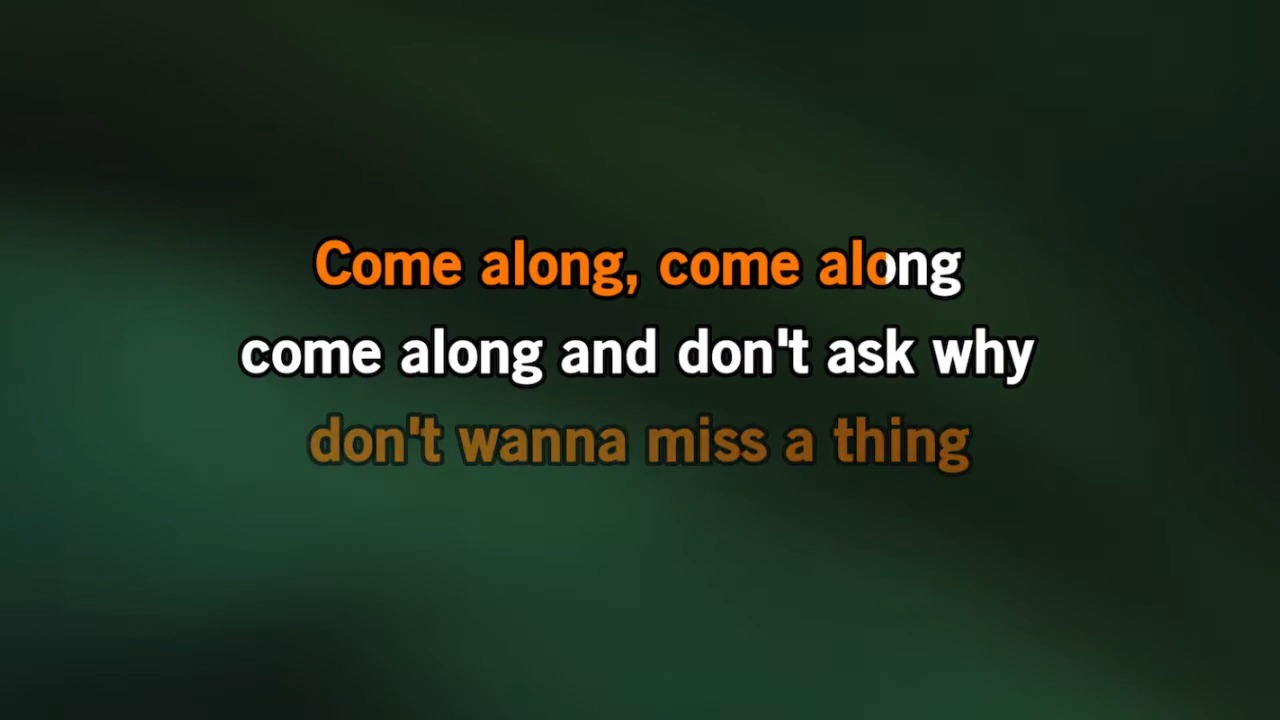 Come along, come along
come along and don't ask why
don't wanna miss a thing